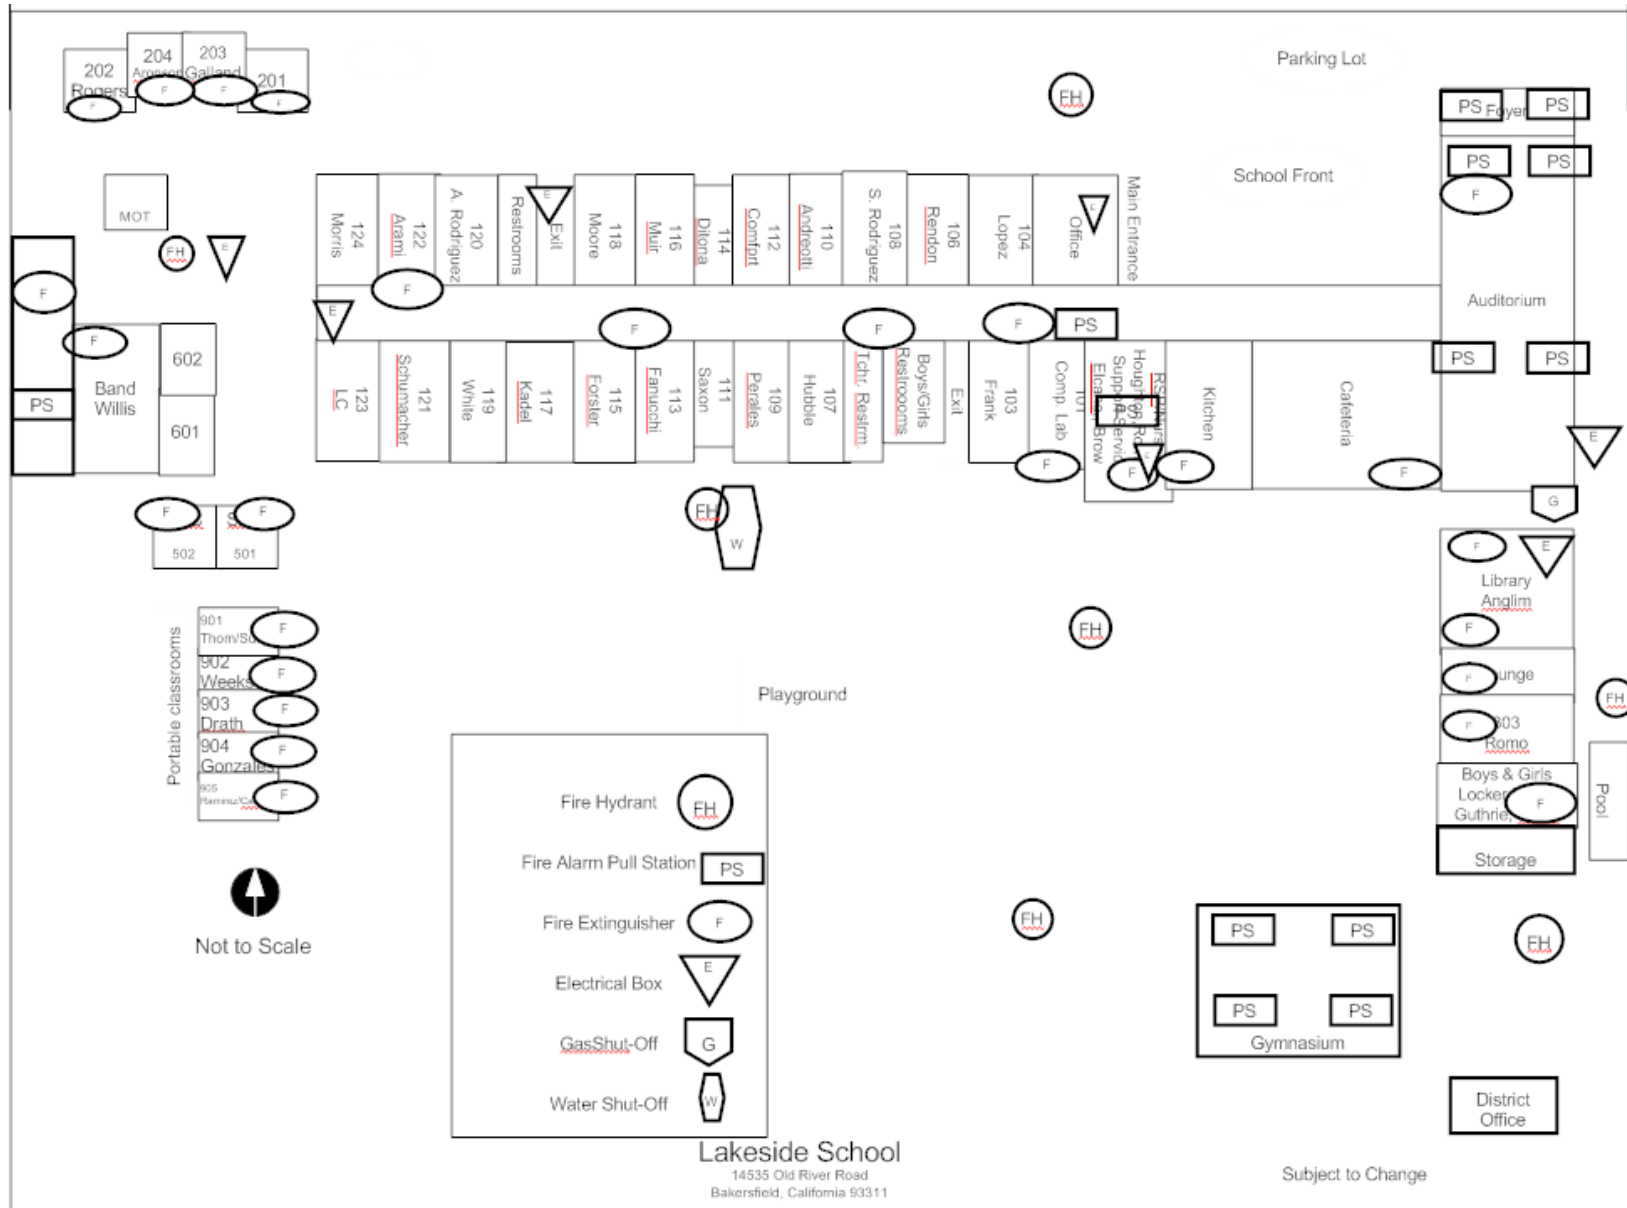 Parking Lot
204
203
202
Rogers
Galland
201
F
F
F
F
FH
PS
Foyer
PS
PS
PS
F
School Front
MOT
FH
E
F
F
Band
Willis
602
601
PS
124
Morris
122
Arami
120
A. Rodriguez
Restrooms
E
Exit
118
Moore
116
Muir
114
Ditona
112
Comfort
110
Andreotti
108
S. Rodriguez
106
Rendon
104
Lopez
Office
Main Entrance
Auditorium
F
E
F
F
F
PS
PS
PS
123
LC
121
Schumacher
119
White
117
Kadel
115
Forster
113
Fanucchi
111
Saxon
109
Perales
107
Hubble
Tchr. Restrm.
Boys/Girls
Restrooms
Exit
103
Frank
Comp. Lab
Kitchen
Cafeteria
F
F
F
F
E
G
F
F
502
501
FH
W
F
E
Library
Anglim
F
F
F
Romo
Boys & Girls
F
Storage
Pool
FH
FH
Portable classrooms
901
F
902
Weeks
F
903
Drath
F
904
Gonzales
F
905
F
Playground
Not to Scale
Fire Hydrant
FH
Fire Alarm Pull Station
PS
Fire Extinguisher
F
Electrical Box
E
GasShut-Off
G
Water Shut-Off
W
FH
PS
PS
PS
PS
Gymnasium
FH
District
Office
Lakeside School
14535 Old River Road
Bakersfield, California 93311
Subject to Change